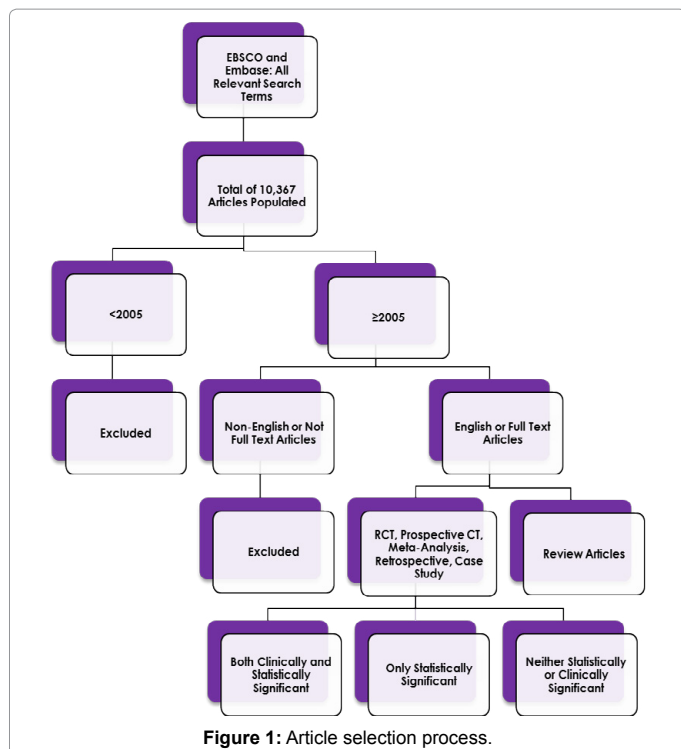 EBSCO and
Embase: All
Relevant Search
Terms
Total of 10,367
Articles Populated
<2005
≥2005
Excluded
Non-English or Not
Full Text Articles
English or Full Text
Articles
Excluded
RCT, Prospective CT,
Meta-Analysis,
Retrospective, Case
Study
Review Articles
Both Clinically and
Statistically
Significant
Only Statistically
Significant
Neither Statistically
or Clinically
Significant
Figure 1: Article selection process.